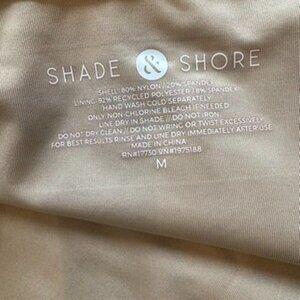 SHADE & SHORE
SHELL: 80% NYLON / 20% SPANDEX
LINING: 92% RECYCLED POLYESTER / 8% SPANDEX
HAND WASH COLD SEPARATELY
ONLY NON-CHLORINE BLEACH IF NEEDED
LINE DRY IN SHADE / DO NOT IRON
DO NOT DRY CLEAN / DO NOT WRING OR TWIST EXCESSIVELY
FOR BEST RESULTS RINSE AND LINE DRY IMMEDIATELY AFTER USE
MADE IN CHINA
RN#17730 VN#1975188
M